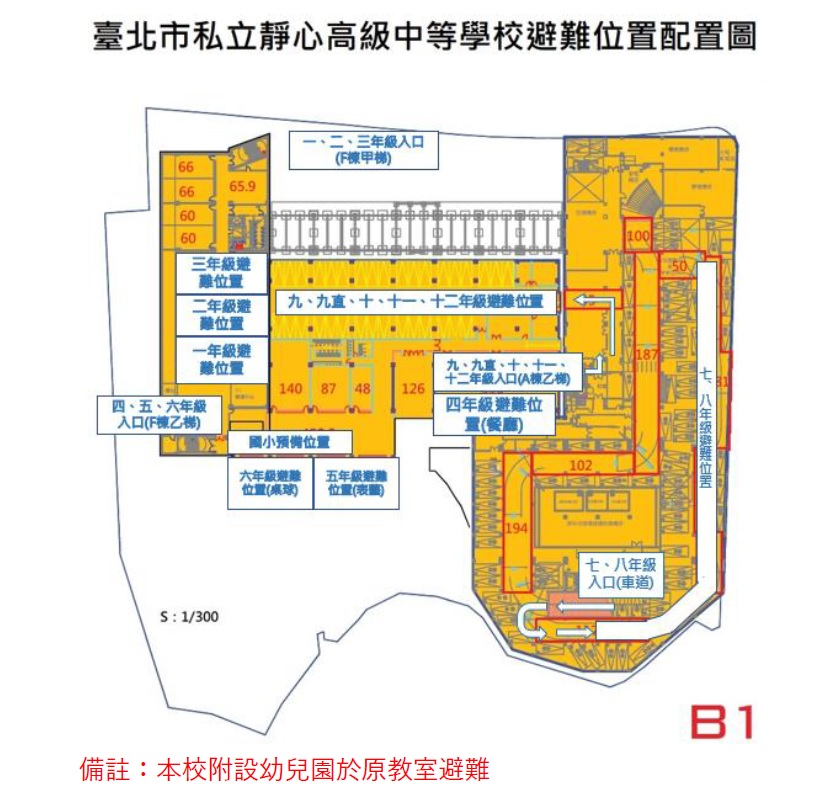 臺北市私立靜心高級中等學校避難位置配置圖
一、二、三年級入口
(F棟甲梯)
66
66
65.9
60
60
100
50
三年級避
難位置
二年級避
難位置
九、九直、十、十一、十二年級避難位置
一年級避
難位置
187
九、九直、十、十一、
十二年級入口(A棟乙梯)
140
87
48
126
31
七、八年級避難位置
四、五、六年級
入口(F棟乙梯)
四年級避難位
置(餐廳)
國小預備位置
六年級避難
位置(桌球)
五年級避難
位置(表藝)
102
194
七、八年級
入口(車道)
S:1/300
B1
備註：本校附設幼兒園於原教室避難